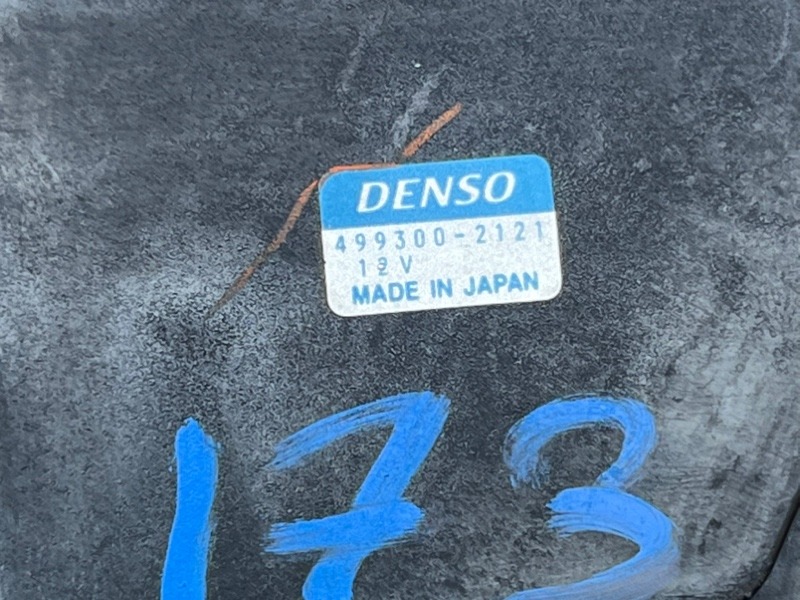 DENSO
499300-2121
12V
MADE IN JAPAN
173